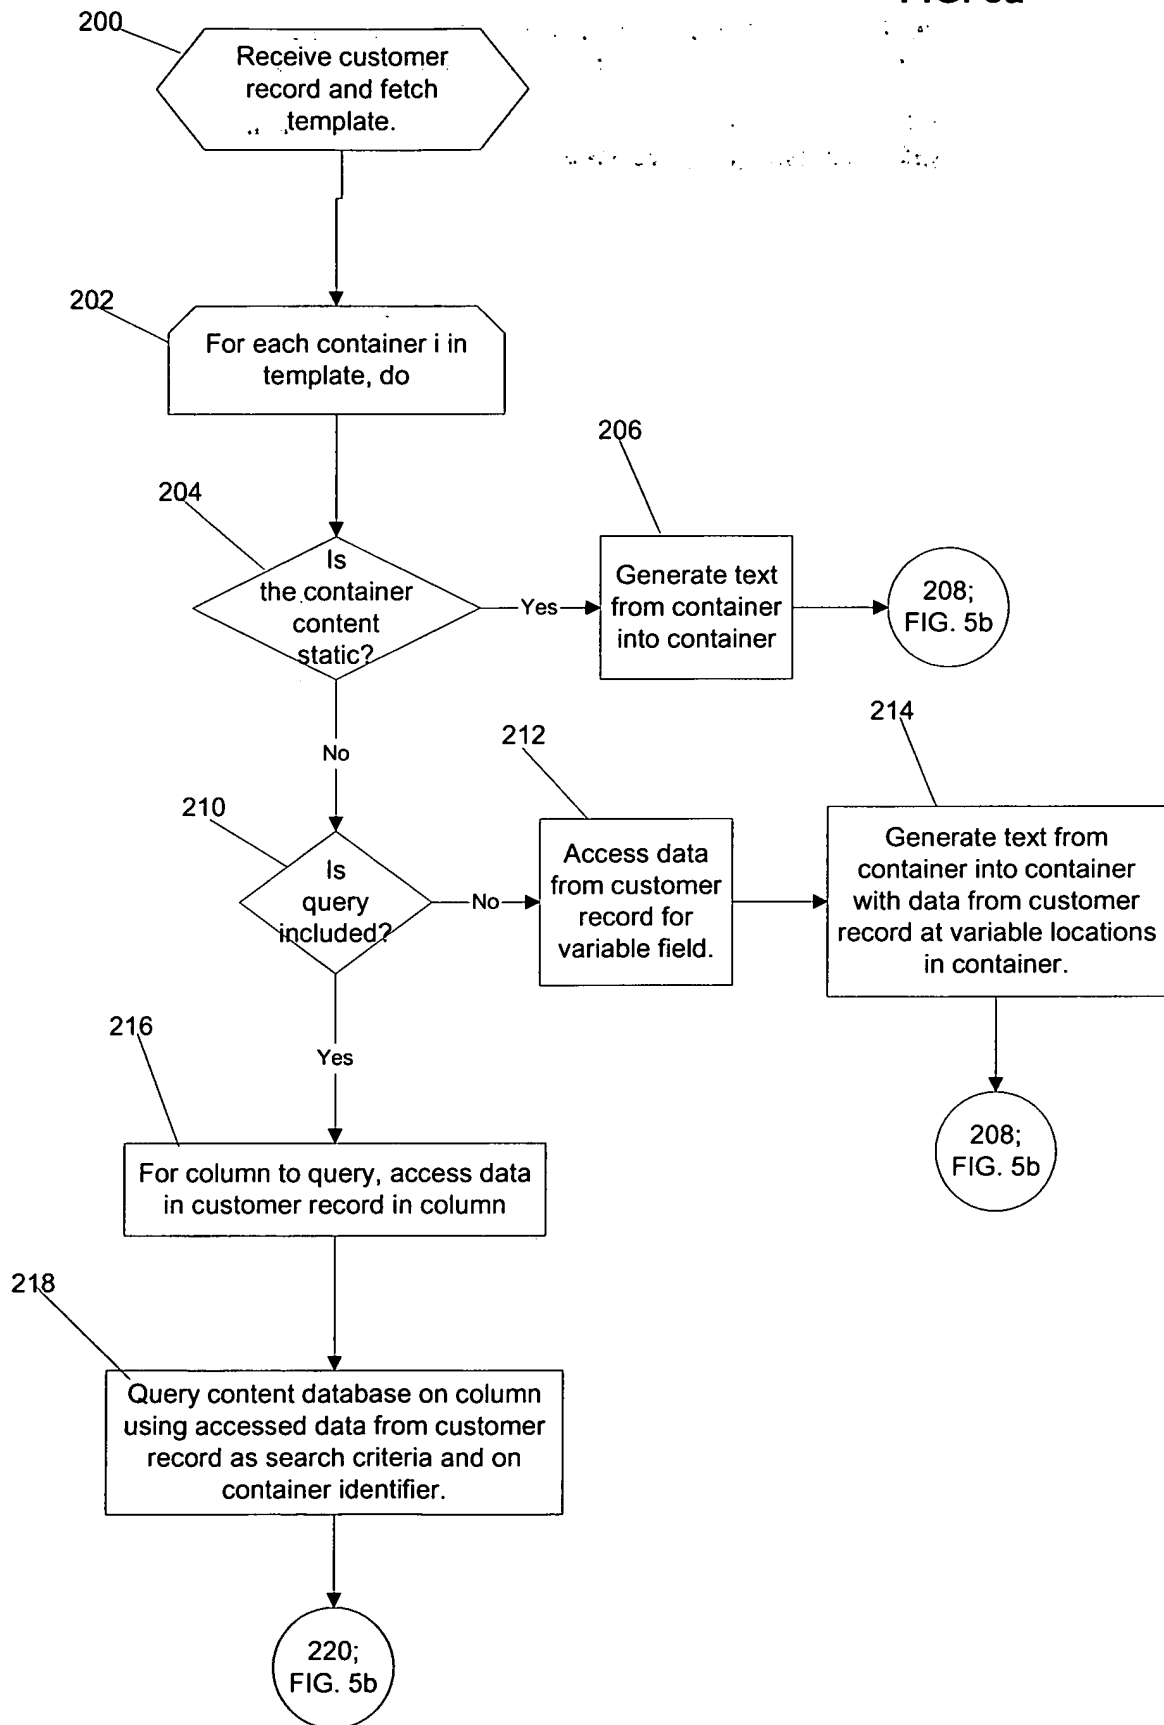 200
Receive customer
record and fetch
template.
202
For each container i in
template, do
204
Is
the container
content
static?
Yes
206
Generate text
from container
into container
208;
FIG. 5b
No
210
Is
query
included?
No
212
Access data
from customer
record for
variable field.
214
Generate text from
container into container
with data from customer
record at variable locations
in container.
208;
FIG. 5b
Yes
216
For column to query, access data
in customer record in column
218
Query content database on column
using accessed data from customer
record as search criteria and on
container identifier.
220;
FIG. 5b